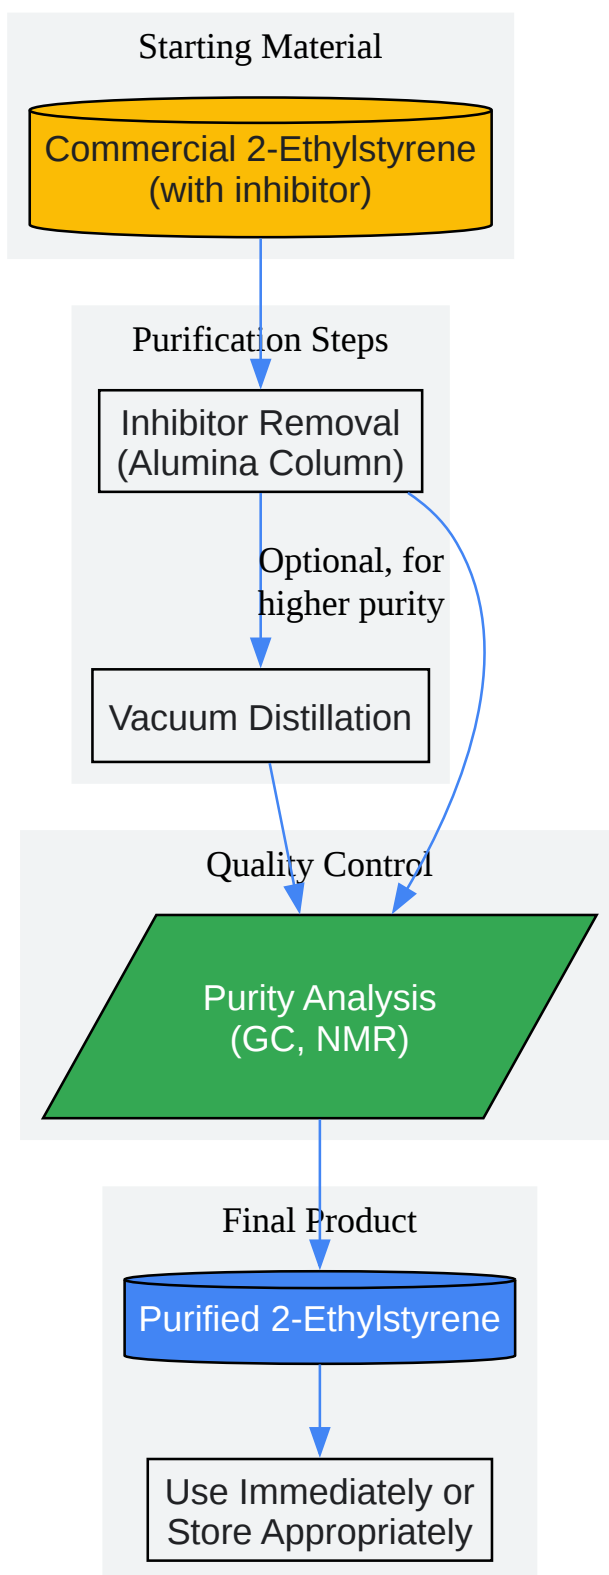 Starting Material
Commercial 2-Ethylstyrene
(with inhibitor)
Purification Steps
Inhibitor Removal
(Alumina Column)
Optional, for
higher purity
Vacuum Distillation
Quality Control
Purity Analysis
(GC, NMR)
Final Product
Purified 2-Ethylstyrene
Use Immediately or
Store Appropriately